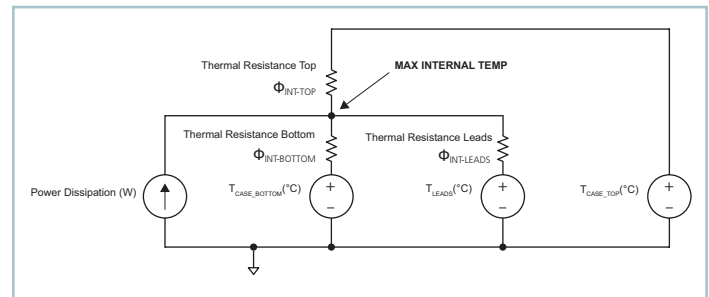 Thermal Resistance Top
MAX INTERNAL TEMP
ΦINT-TOP
Thermal Resistance Bottom
Thermal Resistance Leads
ΦINT-BOTTOM
ΦINT-LEADS
Power Dissipation (W)
TCASE_BOTTOM(°C)
+
–
TLEADS(°C)
+
–
TCASE_TOP(°C)
+
–